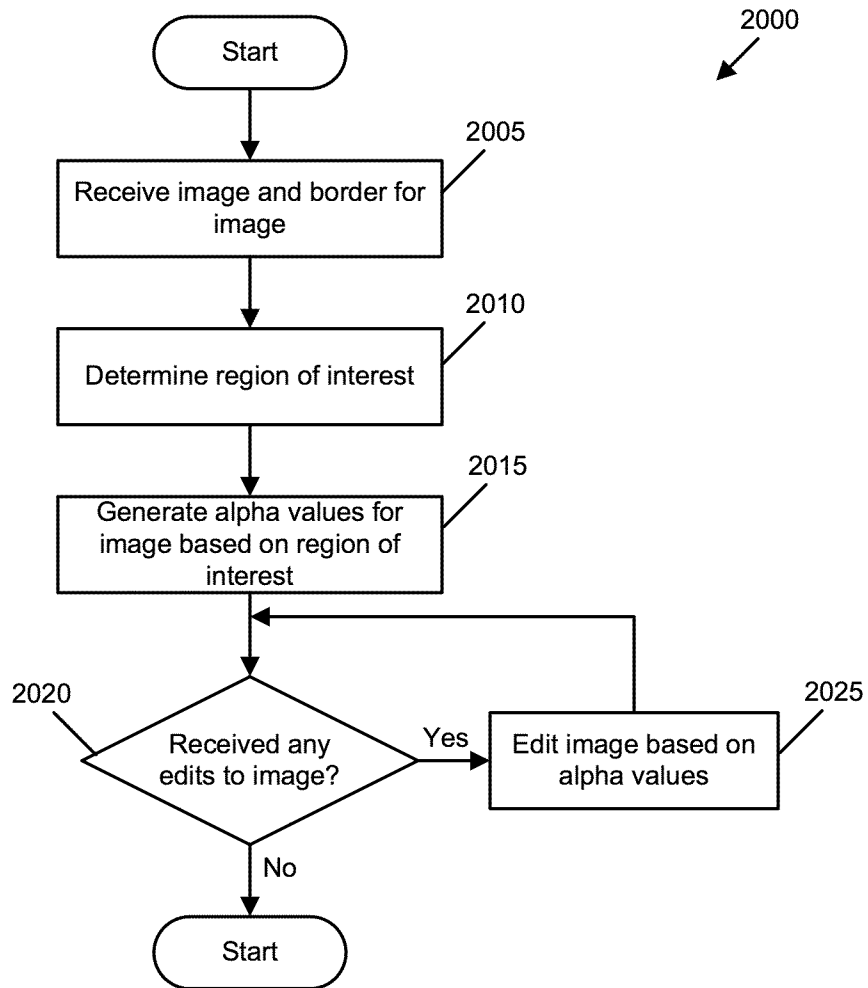 2000
Start
2005
Receive image and border for
image
2010
Determine region of interest
2015
Generate alpha values for
image based on region of
interest
2020
Received any
edits to image?
Yes
2025
Edit image based on
alpha values
No
Start